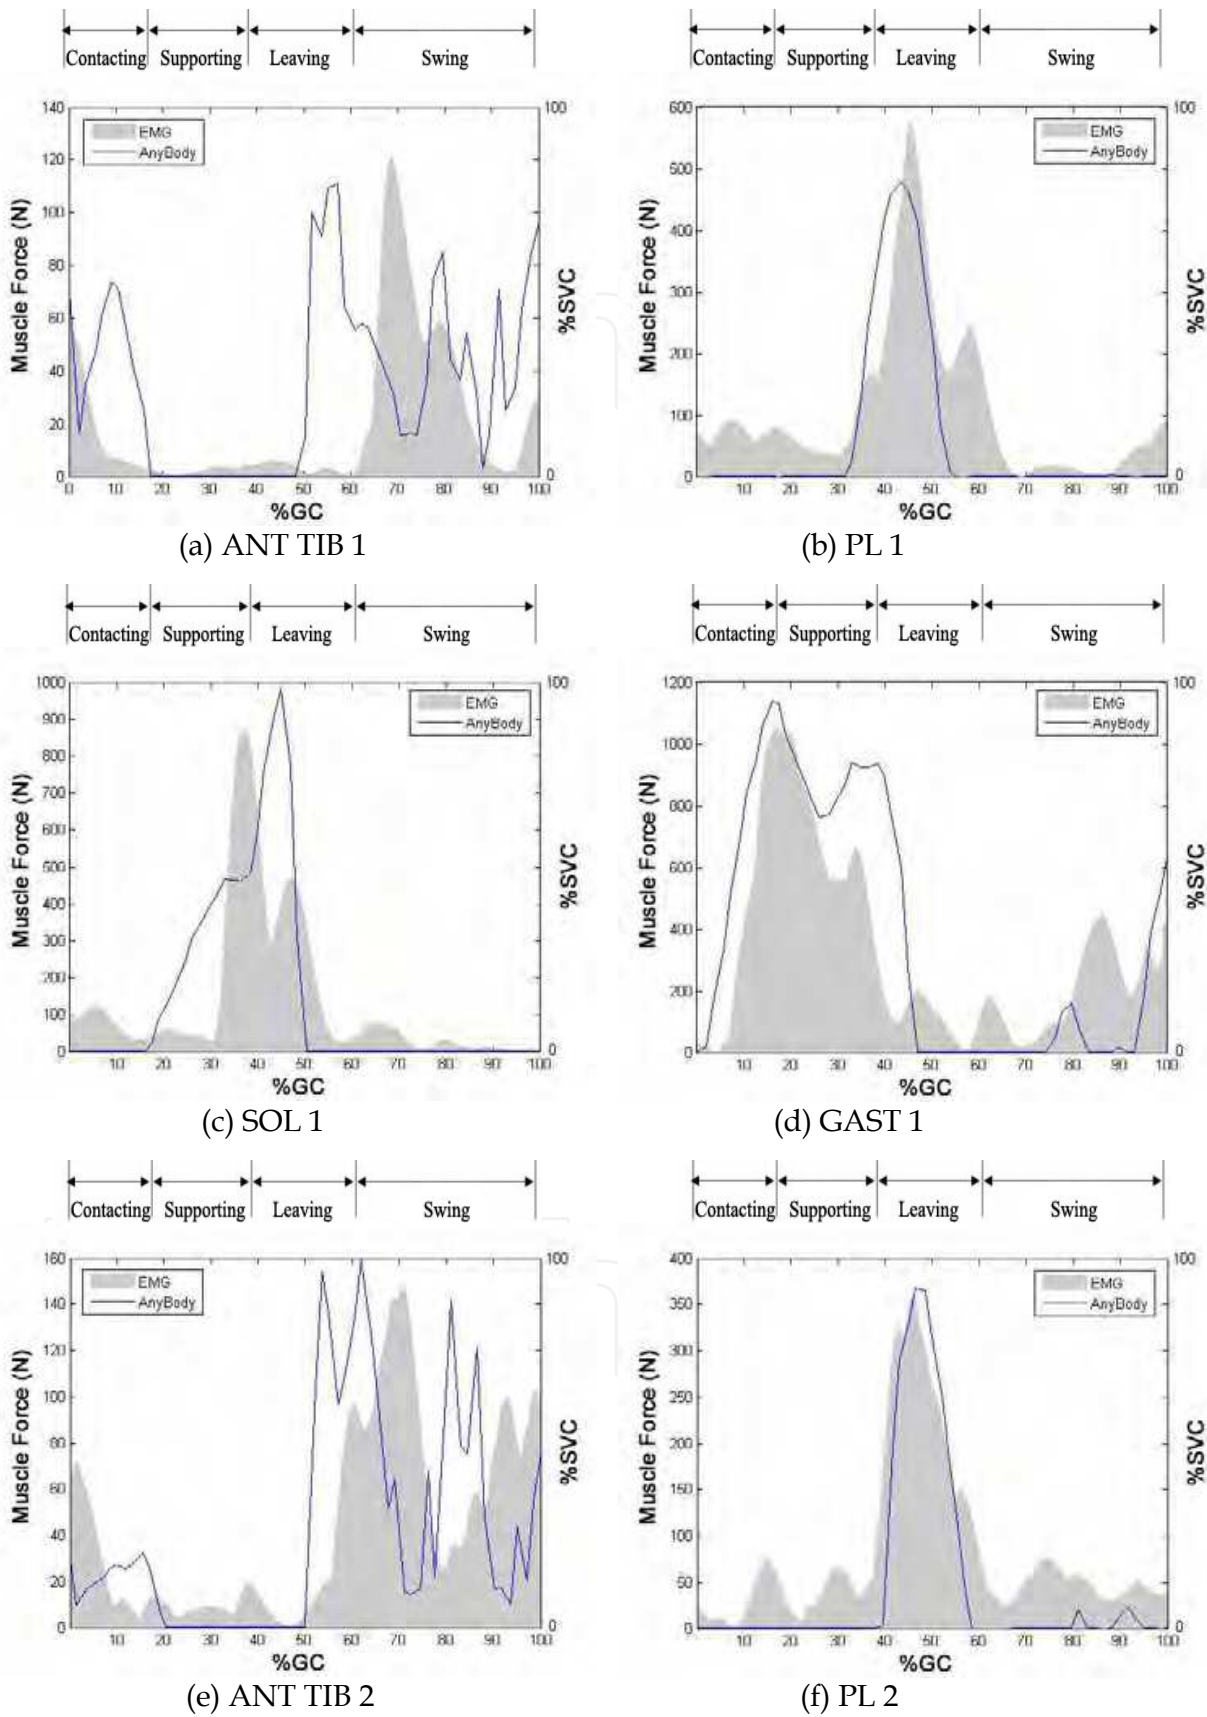 Contacting Supporting Leaving Swing
Contacting Supporting Leaving Swing
140 120 100 80 60 40 20 0
Muscle Force (N)
EMG
AnyBody
100
0
%SVC
0 10 20 30 40 50 60 70 80 90 100
%GC
(a) ANT TIB 1
600 500 400 300 200 100 0
Muscle Force (N)
EMG
AnyBody
100
0
%SVC
10 20 30 40 50 60 70 80 90 100
%GC
(b) PL 1
Contacting Supporting Leaving Swing
Contacting Supporting Leaving Swing
1000 900 800 700 600 500 400 300 200 100 0
Muscle Force (N)
EMG
AnyBody
100
0
%SVC
10 20 30 40 50 60 70 80 90 100
%GC
(c) SOL 1
1200 1000 800 600 400 200 0
Muscle Force (N)
EMG
AnyBody
100
0
%SVC
10 20 30 40 50 60 70 80 90 100
%GC
(d) GAST 1
Contacting Supporting Leaving Swing
Contacting Supporting Leaving Swing
160 140 120 100 80 60 40 20 0
Muscle Force (N)
EMG
AnyBody
100
0
%SVC
10 20 30 40 50 60 70 80 90 100
%GC
(e) ANT TIB 2
400 350 300 250 200 150 100 50 0
Muscle Force (N)
EMG
AnyBody
100
0
%SVC
10 20 30 40 50 60 70 80 90 100
%GC
(f) PL 2